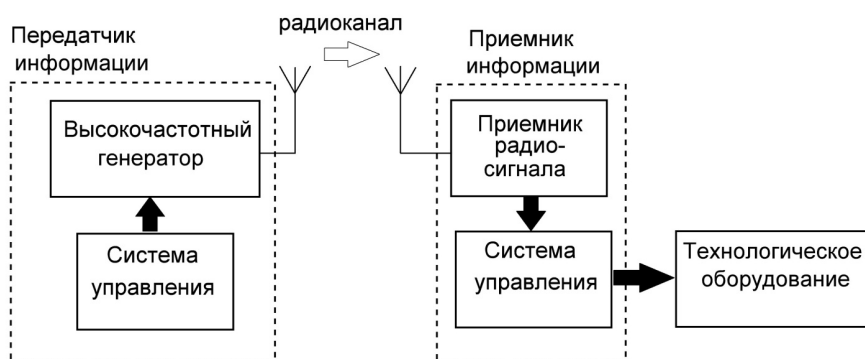 Передатчик
информации
радиоканал
Приемник
информации
Высокочастотный
генератор
Приемник
радио-
сигнала
Система
управления
Система
управления
Технологическое
оборудование